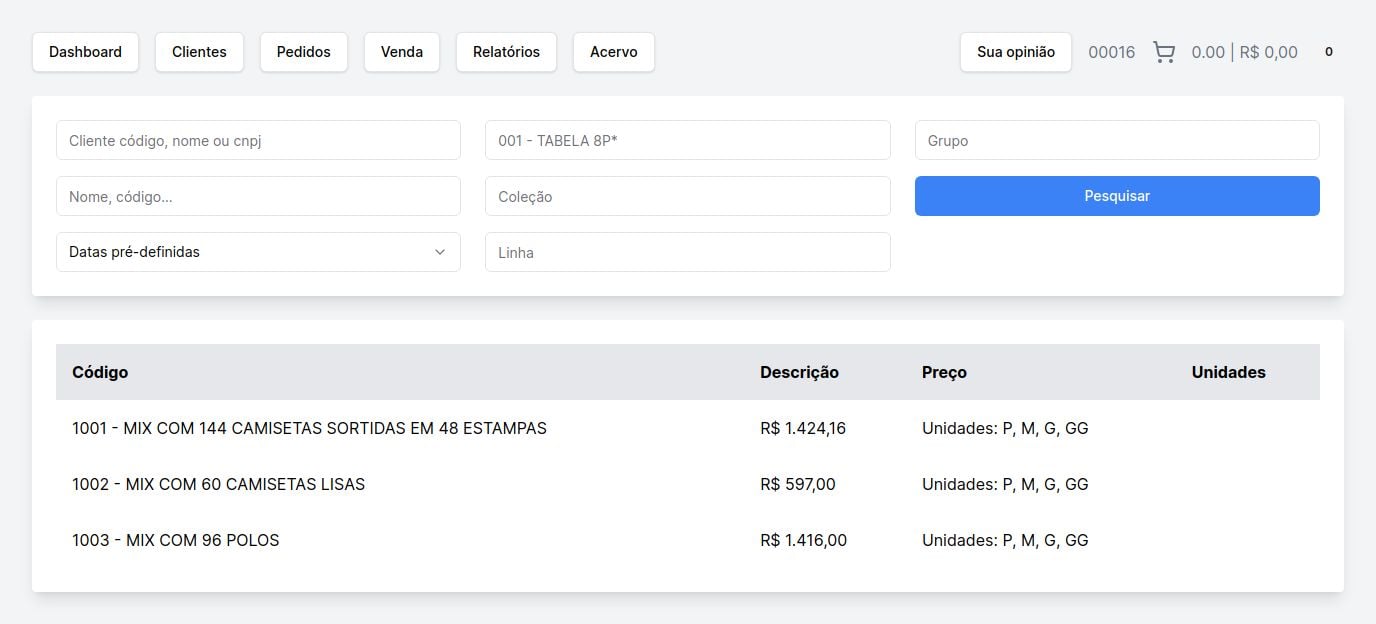 Dashboard Clientes Pedidos Venda Relatórios Acervo Sua opinião 00016 0.00 | R$ 0,00 0
Cliente código, nome ou cnpj 001 - TABELA 8P* Grupo
Nome, código... Coleção Pesquisar
Datas pré-definidas Linha
Código Descrição Preço Unidades
1001 - MIX COM 144 CAMISETAS SORTIDAS EM 48 ESTAMPAS R$ 1.424,16 Unidades: P, M, G, GG
1002 - MIX COM 60 CAMISETAS LISAS R$ 597,00 Unidades: P, M, G, GG
1003 - MIX COM 96 POLOS R$ 1.416,00 Unidades: P, M, G, GG